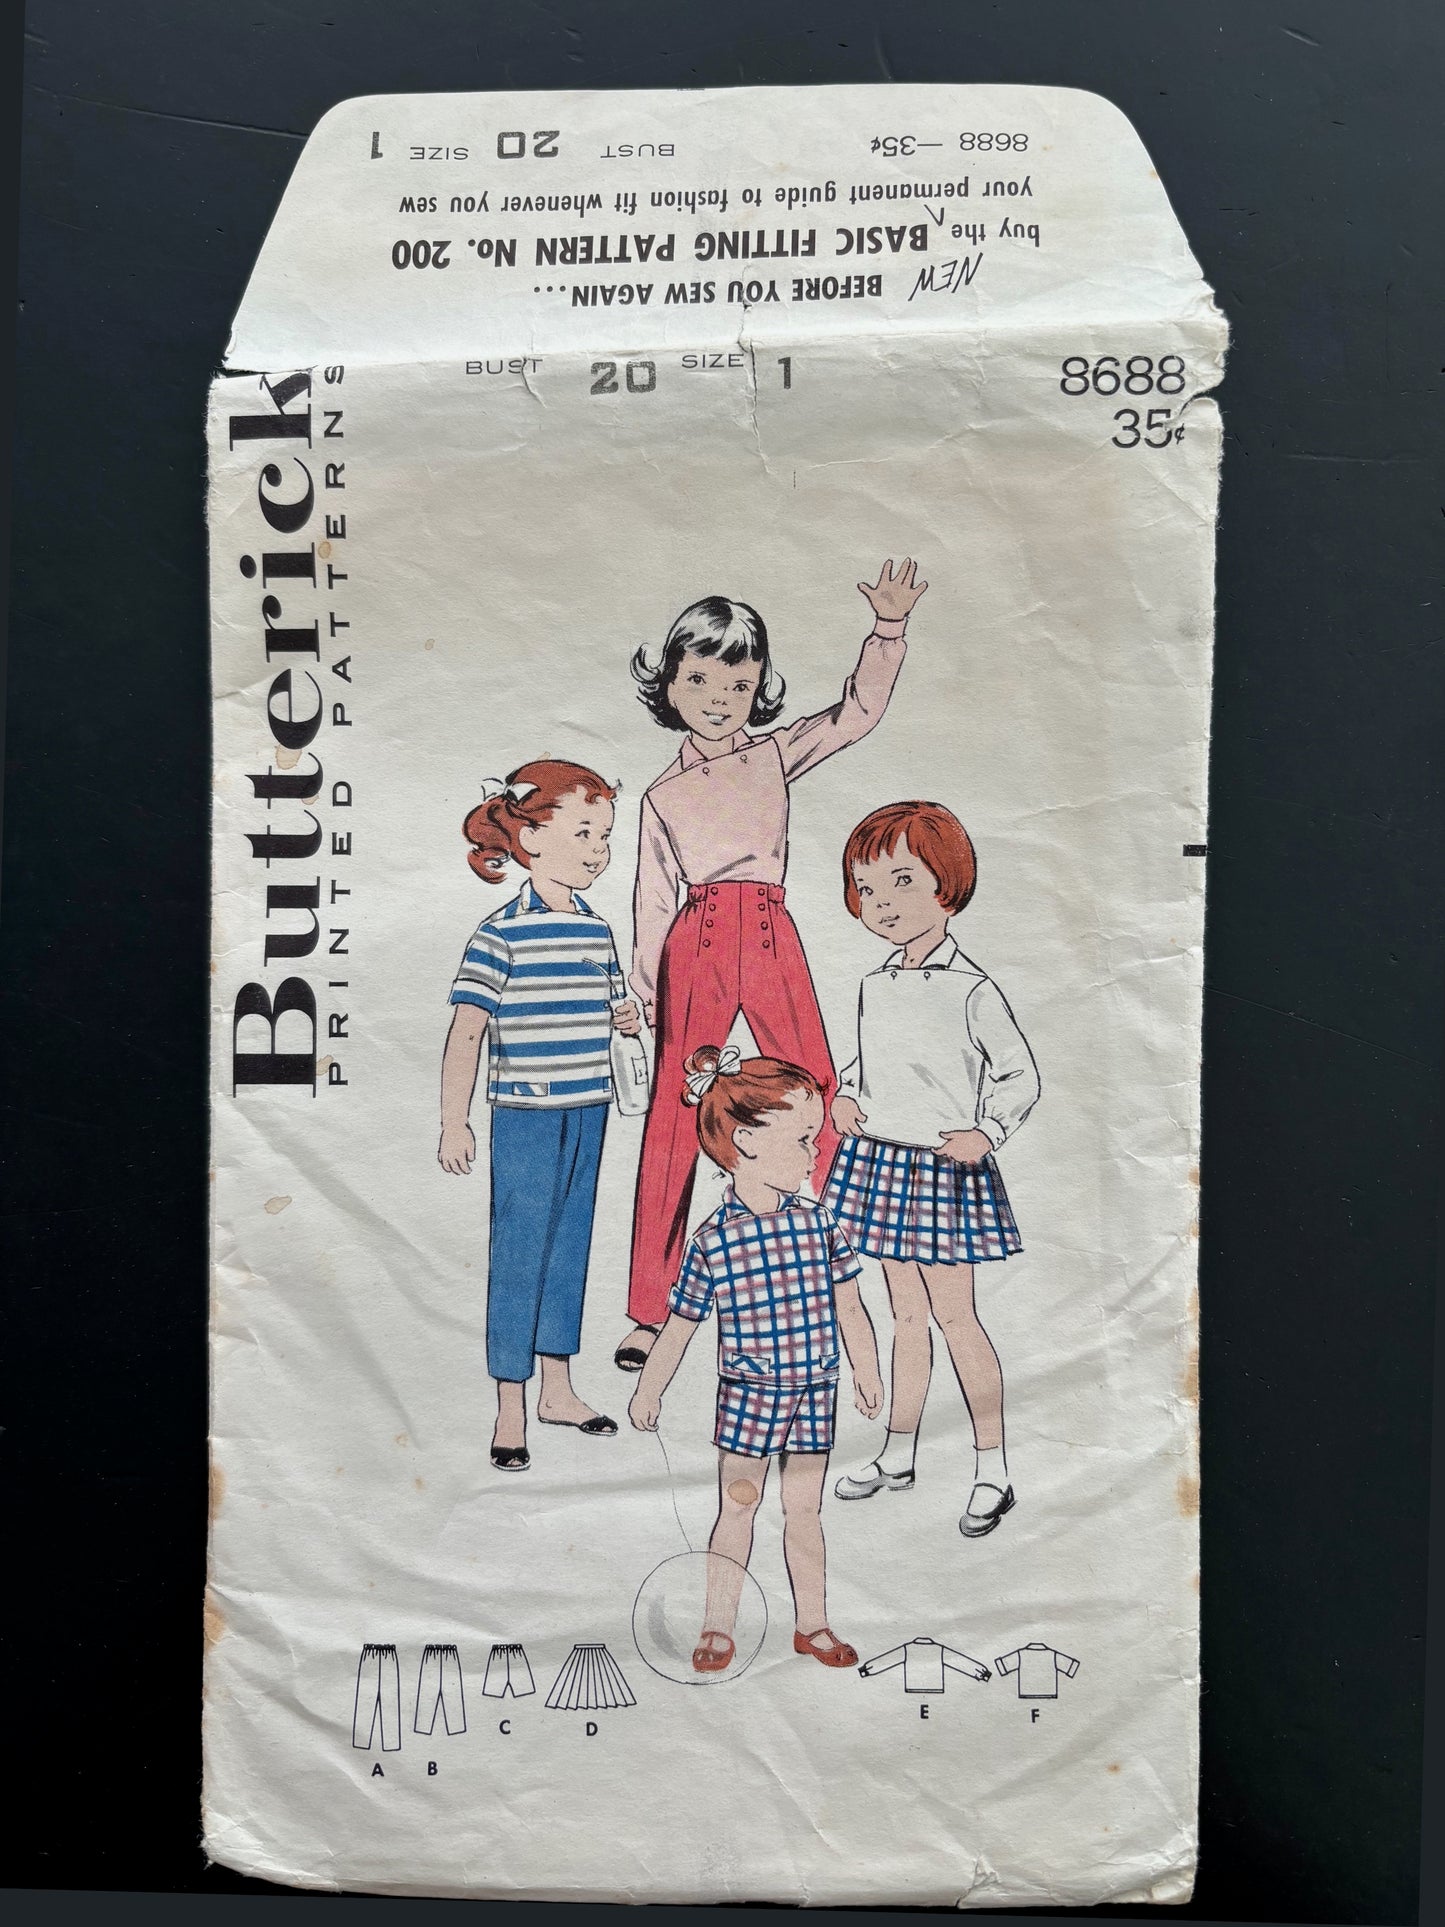 8688 —35¢ BUST 20 SIZE 1
your permanent guide to fashion fit whenever you sew
buy the ^ BASIC FITTING PATTERN No. 200
NEW BEFORE YOU SEW AGAIN...
BUST 20 SIZE 1 8688
35¢
Butterick
PRINTED PATTERNS
A
B
C
D
E
F